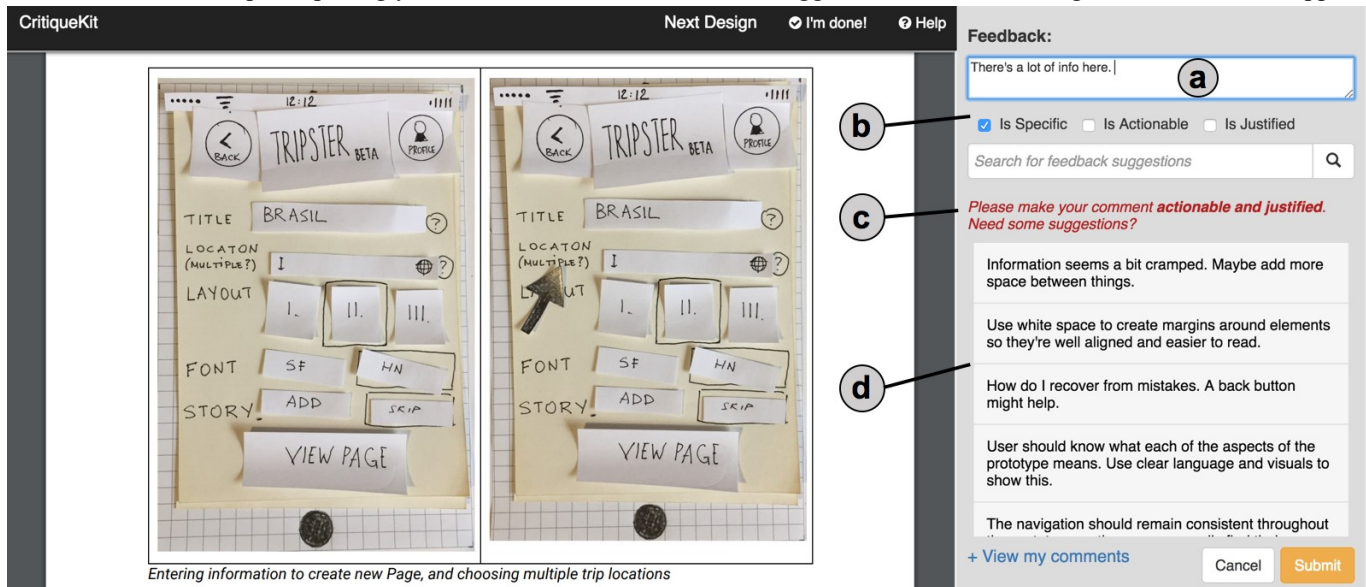 CritiqueKit
Next Design
I'm done!
Help
12:12
BACK
TRIPSTER BETA
PROFILE
TITLE BRASIL ?
LOCATON
(MULTIPLE?) I ?
LAYOUT I. II. III.
FONT SF HN
STORY. ADD SKIP
VIEW PAGE
12:12
BACK
TRIPSTER BETA
PROFILE
TITLE BRASIL ?
LOCATON
(MULTIPLE?) I ?
LAYOUT I. II. III.
FONT SF HN
STORY. ADD SKIP
VIEW PAGE
Entering information to create new Page, and choosing multiple trip locations
Feedback:
There's a lot of info here.
a
b
Is Specific Is Actionable Is Justified
Search for feedback suggestions
c
Please make your comment actionable and justified.
Need some suggestions?
d
Information seems a bit cramped. Maybe add more
space between things.
Use white space to create margins around elements
so they're well aligned and easier to read.
How do I recover from mistakes. A back button
might help.
User should know what each of the aspects of the
prototype means. Use clear language and visuals to
show this.
The navigation should remain consistent throughout
+ View my comments
Cancel
Submit